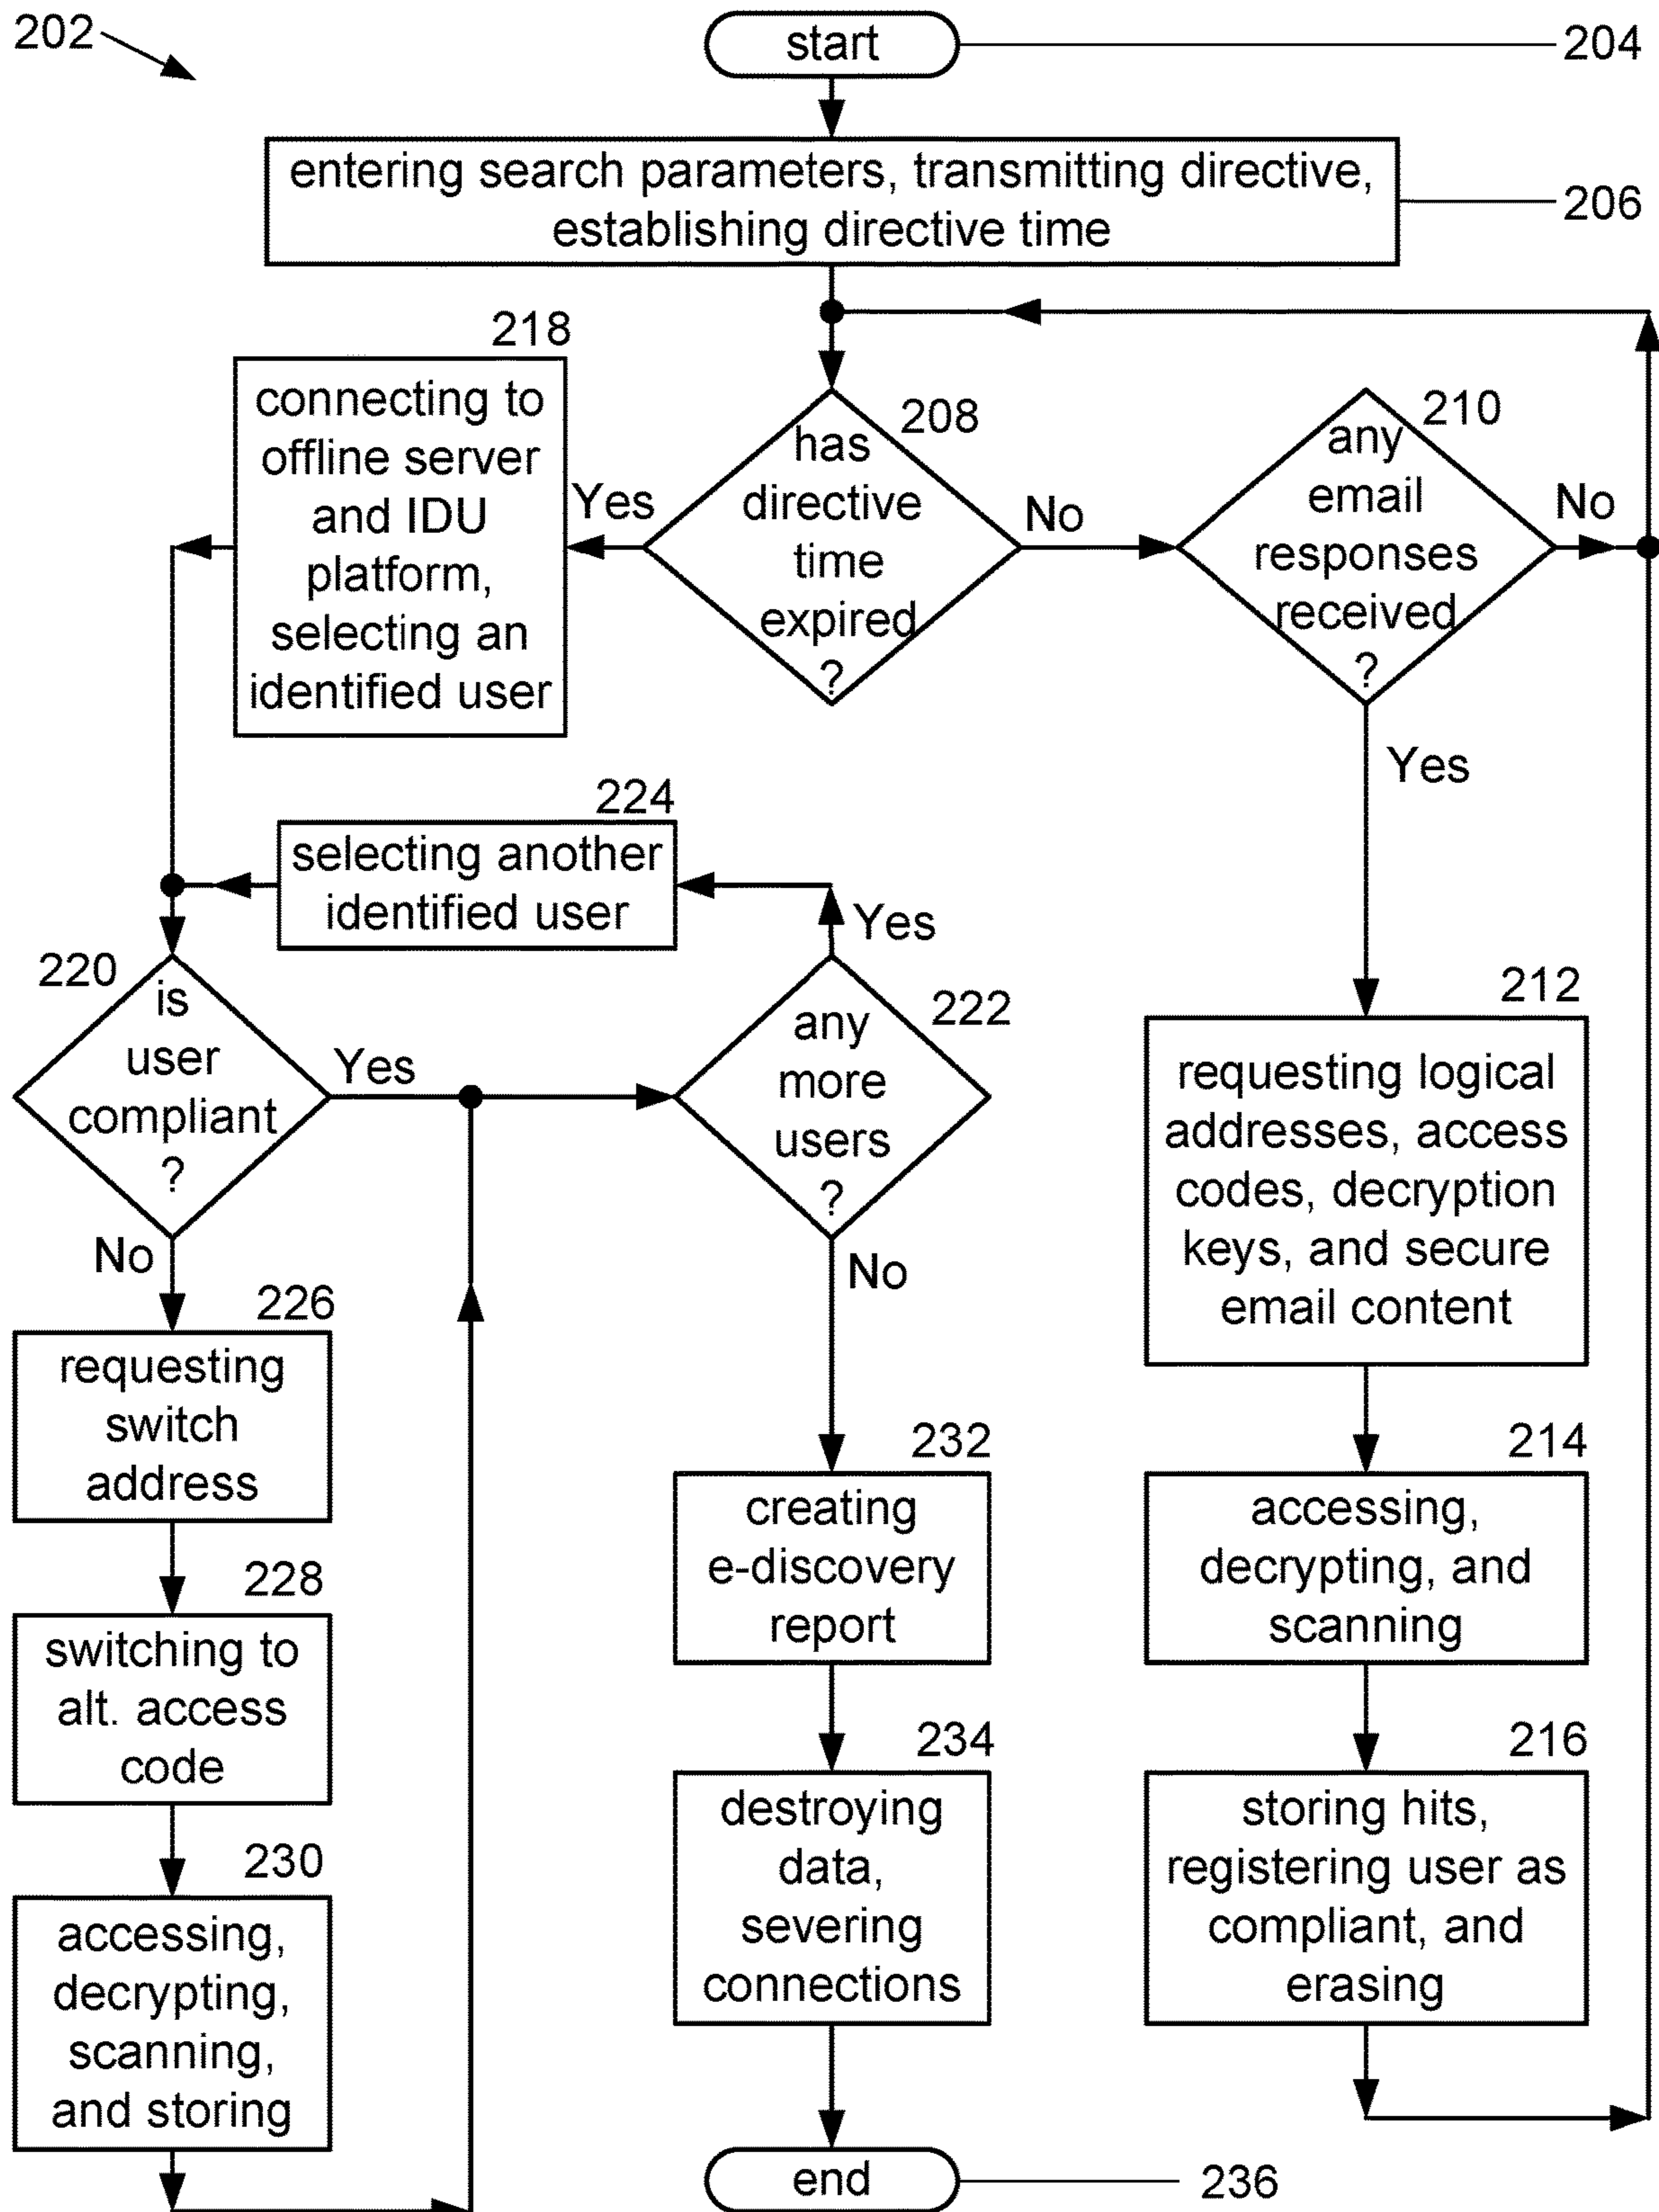 202
start
204
entering search parameters, transmitting directive,
establishing directive time
206
218
connecting to
offline server
and IDU
platform,
selecting an
identified user
Yes
208
has
directive
time
expired
?
No
210
any
email
responses
received
?
No
Yes
224
selecting another
identified user
Yes
220
is
user
compliant
?
Yes
No
222
any
more
users
?
No
212
requesting logical
addresses, access
codes, decryption
keys, and secure
email content
226
requesting
switch
address
228
switching to
alt. access
code
230
accessing,
decrypting,
scanning,
and storing
232
creating
e-discovery
report
234
destroying
data,
severing
connections
214
accessing,
decrypting, and
scanning
216
storing hits,
registering user as
compliant, and
erasing
end
236